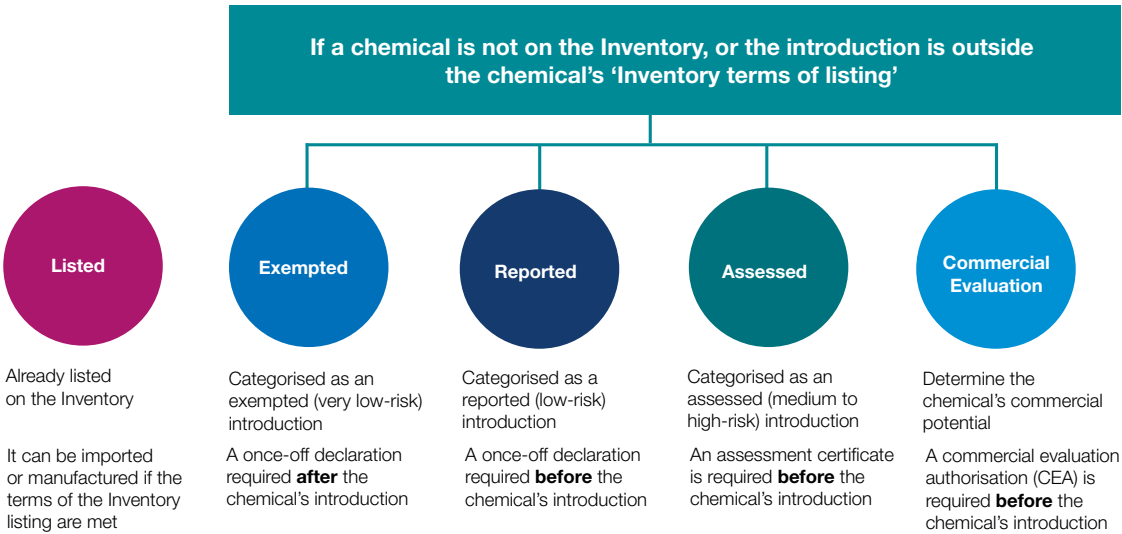 If a chemical is not on the Inventory, or the introduction is outside
the chemical's ‘Inventory terms of listing’
Listed
Already listed
on the Inventory
It can be imported
or manufactured if the
terms of the Inventory
listing are met
Exempted
Categorised as an
exempted (very low-risk)
introduction
A once-off declaration
required after the
chemical's introduction
Reported
Categorised as a
reported (low-risk)
introduction
A once-off declaration
required before the
chemical's introduction
Assessed
Categorised as an
assessed (medium to
high-risk) introduction
An assessment certificate
is required before the
chemical's introduction
Commercial
Evaluation
Determine the
chemical's commercial
potential
A commercial evaluation
authorisation (CEA) is
required before the
chemical's introduction